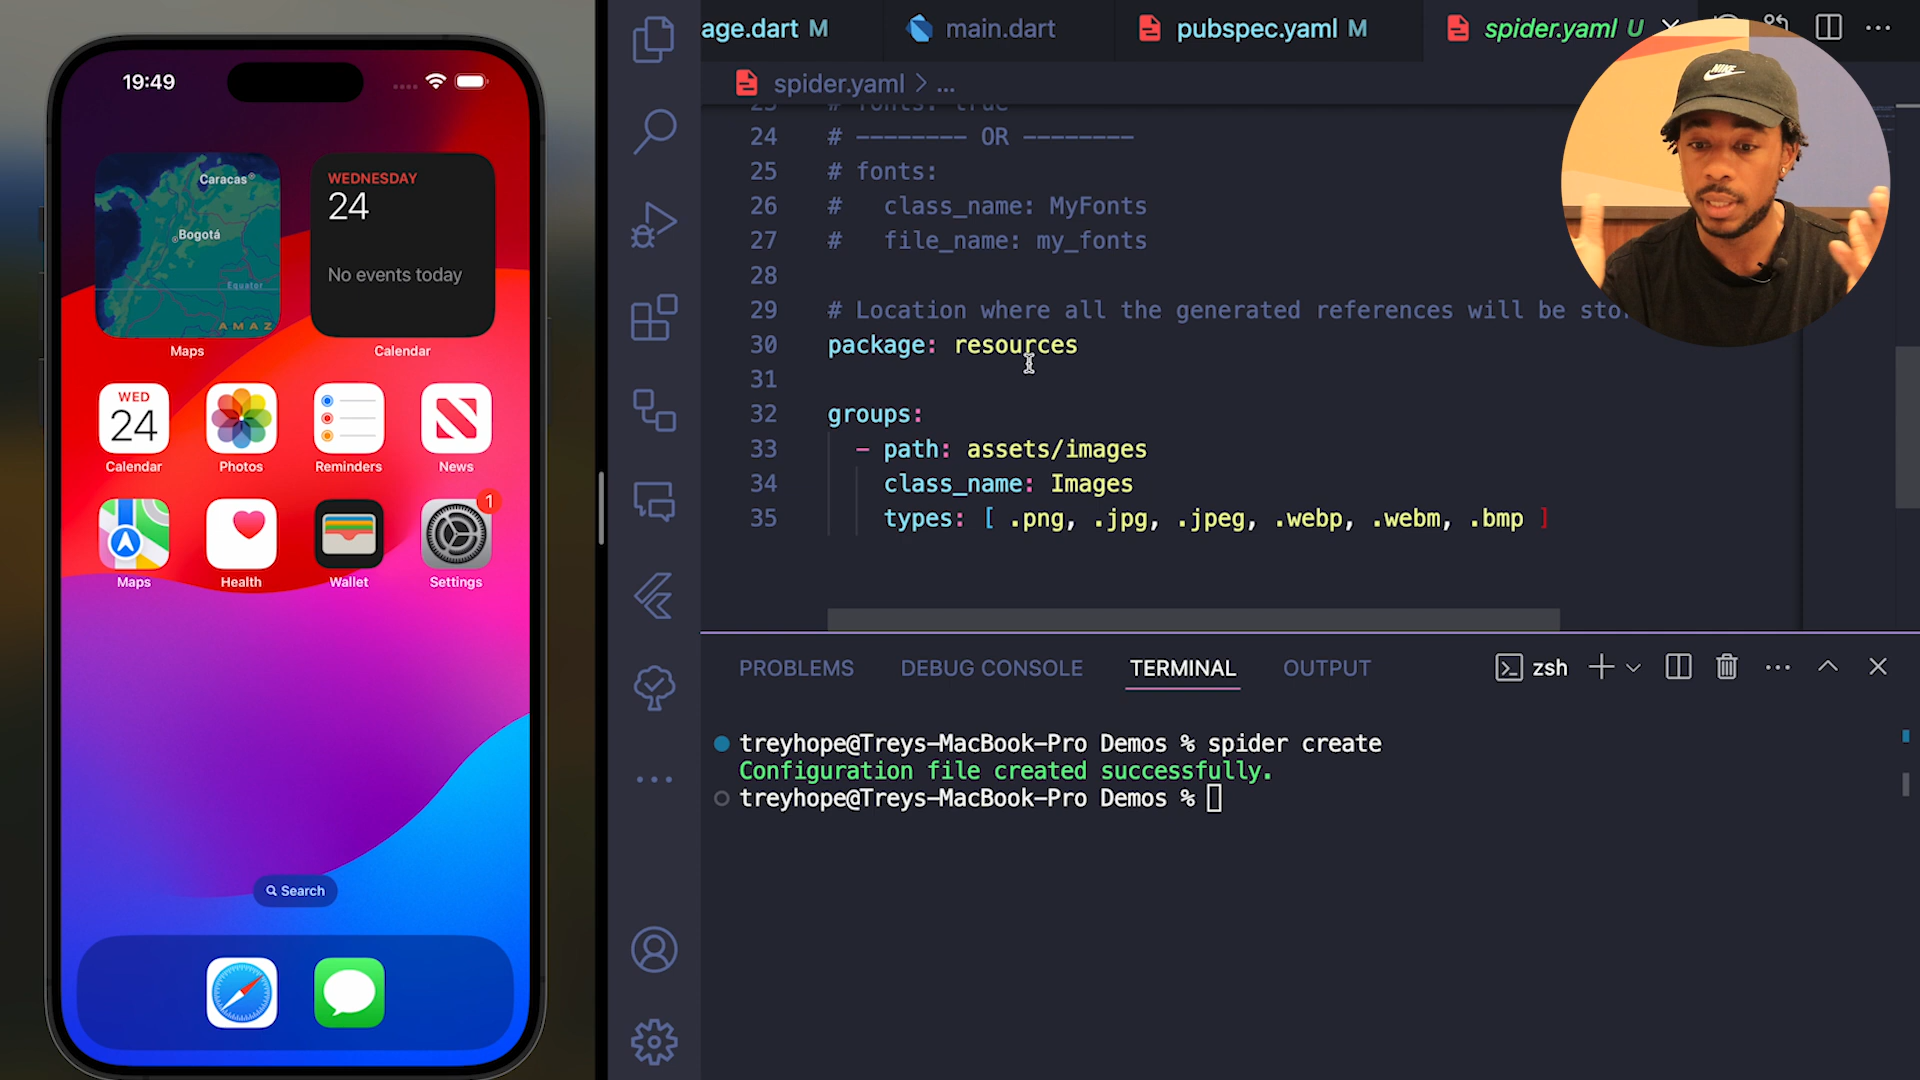 19:49
Caracas
Bogotá
Equator
AMAZ
Maps
WEDNESDAY
24
No events today
Calendar
WED
24
Calendar
Photos
Reminders
News
Maps
Health
Wallet
1
Settings
Search
age.dart M
main.dart
pubspec.yaml M
spider.yaml U
spider.yaml > ...
23 # fonts: true
24 # -------- OR --------
25 # fonts:
26 #   class_name: MyFonts
27 #   file_name: my_fonts
28
29 # Location where all the generated references will be sto
30 package: resources
31
32 groups:
33   - path: assets/images
34     class_name: Images
35     types: [ .png, .jpg, .jpeg, .webp, .webm, .bmp ]
PROBLEMS DEBUG CONSOLE TERMINAL OUTPUT
zsh
treyhope@Treys-MacBook-Pro Demos % spider create
Configuration file created successfully.
treyhope@Treys-MacBook-Pro Demos %
NIKE